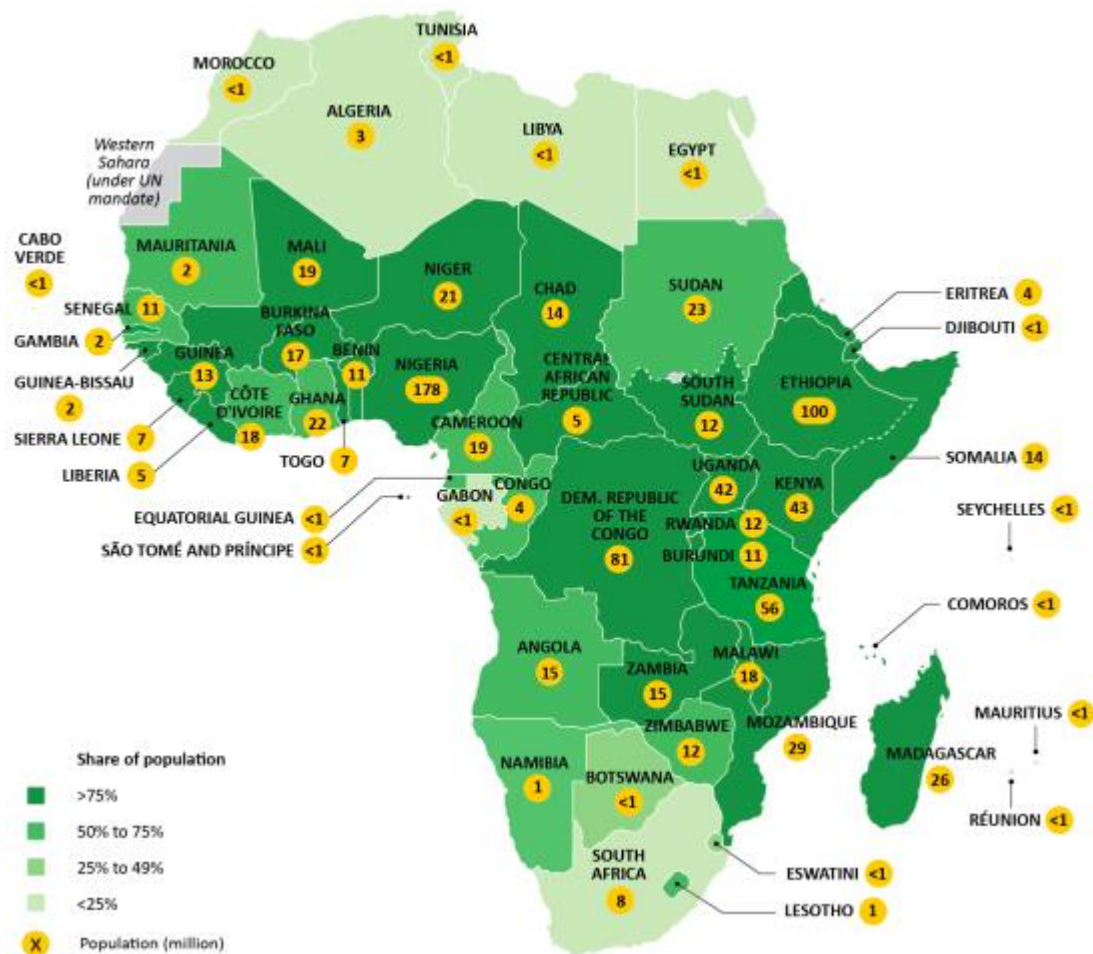 TUNISIA
<1
MOROCCO
<1
ALGERIA
3
LIBYA
<1
EGYPT
<1
Western
Sahara
(under UN
mandate)
CABO
VERDE
<1
MAURITANIA
2
MALI
19
NIGER
21
CHAD
14
SUDAN
23
ERITREA 4
DJIBOUTI <1
SENEGAL 11
GAMBIA 2
GUINEA-BISSAU
2
GUINEA
13
BURKINA
FASO
17
BENIN
11
NIGERIA
178
CENTRAL
AFRICAN
REPUBLIC
5
SOUTH
SUDAN
12
ETHIOPIA
100
SIERRA LEONE 7
LIBERIA 5
CÔTE
D'IVOIRE
18
GHANA
22
TOGO 7
CAMEROON
19
SOMALIA 14
EQUATORIAL GUINEA <1
SÃO TOMÉ AND PRÍNCIPE <1
GABON
<1
CONGO
4
DEM. REPUBLIC
OF THE
CONGO
81
UGANDA
42
KENYA
43
RWANDA 12
BURUNDI 11
TANZANIA
56
SEYCHELLES <1
COMOROS <1
ANGOLA
15
ZAMBIA
15
MALAWI
18
MOZAMBIQUE
29
ZIMBABWE
12
MADAGASCAR
26
MAURITIUS <1
RÉUNION <1
NAMIBIA
1
BOTSWANA
<1
SOUTH
AFRICA
8
ESWATINI <1
LESOTHO 1
Share of population
>75%
50% to 75%
25% to 49%
<25%
X Population (million)